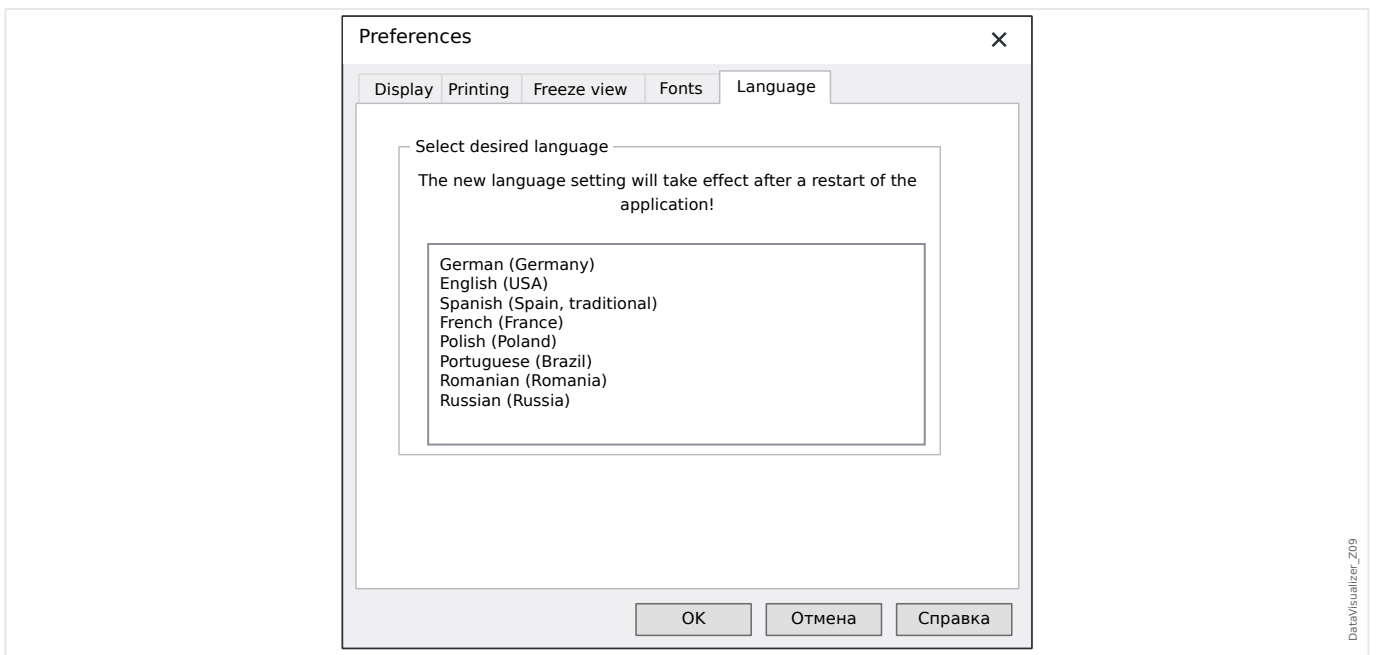 Preferences
Display Printing Freeze view Fonts Language
Select desired language
The new language setting will take effect after a restart of the
application!
German (Germany)
English (USA)
Spanish (Spain, traditional)
French (France)
Polish (Poland)
Portuguese (Brazil)
Romanian (Romania)
Russian (Russia)
OK Отмена Справка
DataVisualizer_Z09